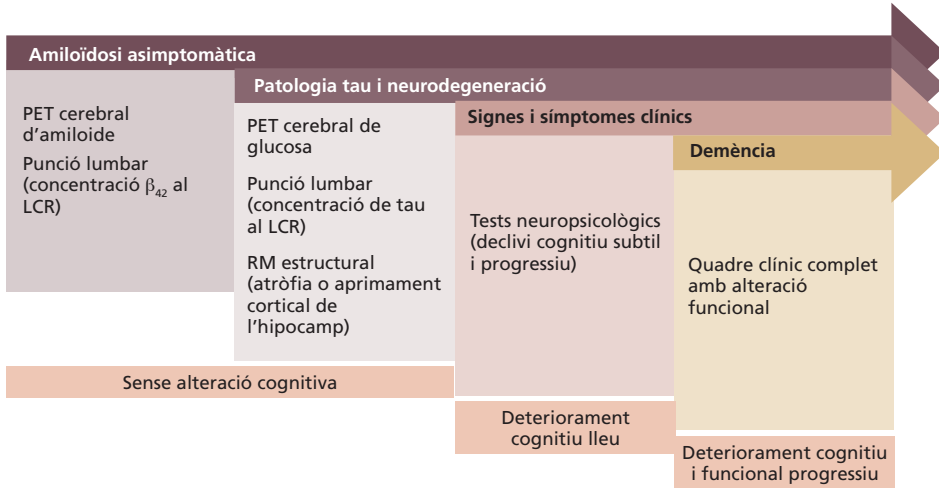 Amiloïdosi asimptomàtica
PET cerebral
d’amiloide
Punció lumbar
(concentració β₄₂ al
LCR)
Patologia tau i neurodegeneració
PET cerebral de
glucosa
Punció lumbar
(concentració de tau
al LCR)
RM estructural
(atròfia o aprimament
cortical de
l’hipocamp)
Sense alteració cognitiva
Signes i símptomes clínics
Tests neuropsicològics
(declivi cognitiu subtil
i progressiu)
Deteriorament
cognitiu lleu
Demència
Quadre clínic complet
amb alteració
funcional
Deteriorament cognitiu
i funcional progressiu